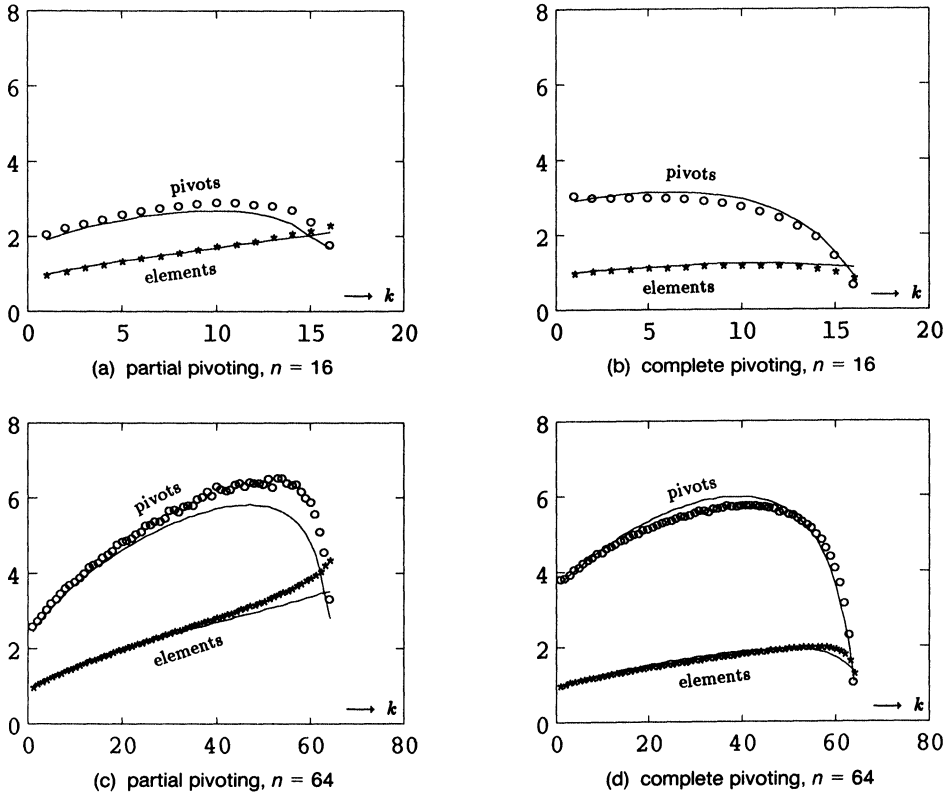 8
6
4
2
0
pivots
elements
→ k
0 5 10 15 20
(a) partial pivoting, n = 16
8
6
4
2
0
pivots
elements
→ k
0 5 10 15 20
(b) complete pivoting, n = 16
8
6
4
2
0
pivots
elements
→ k
0 20 40 60 80
(c) partial pivoting, n = 64
8
6
4
2
0
pivots
elements
→ k
0 20 40 60 80
(d) complete pivoting, n = 64